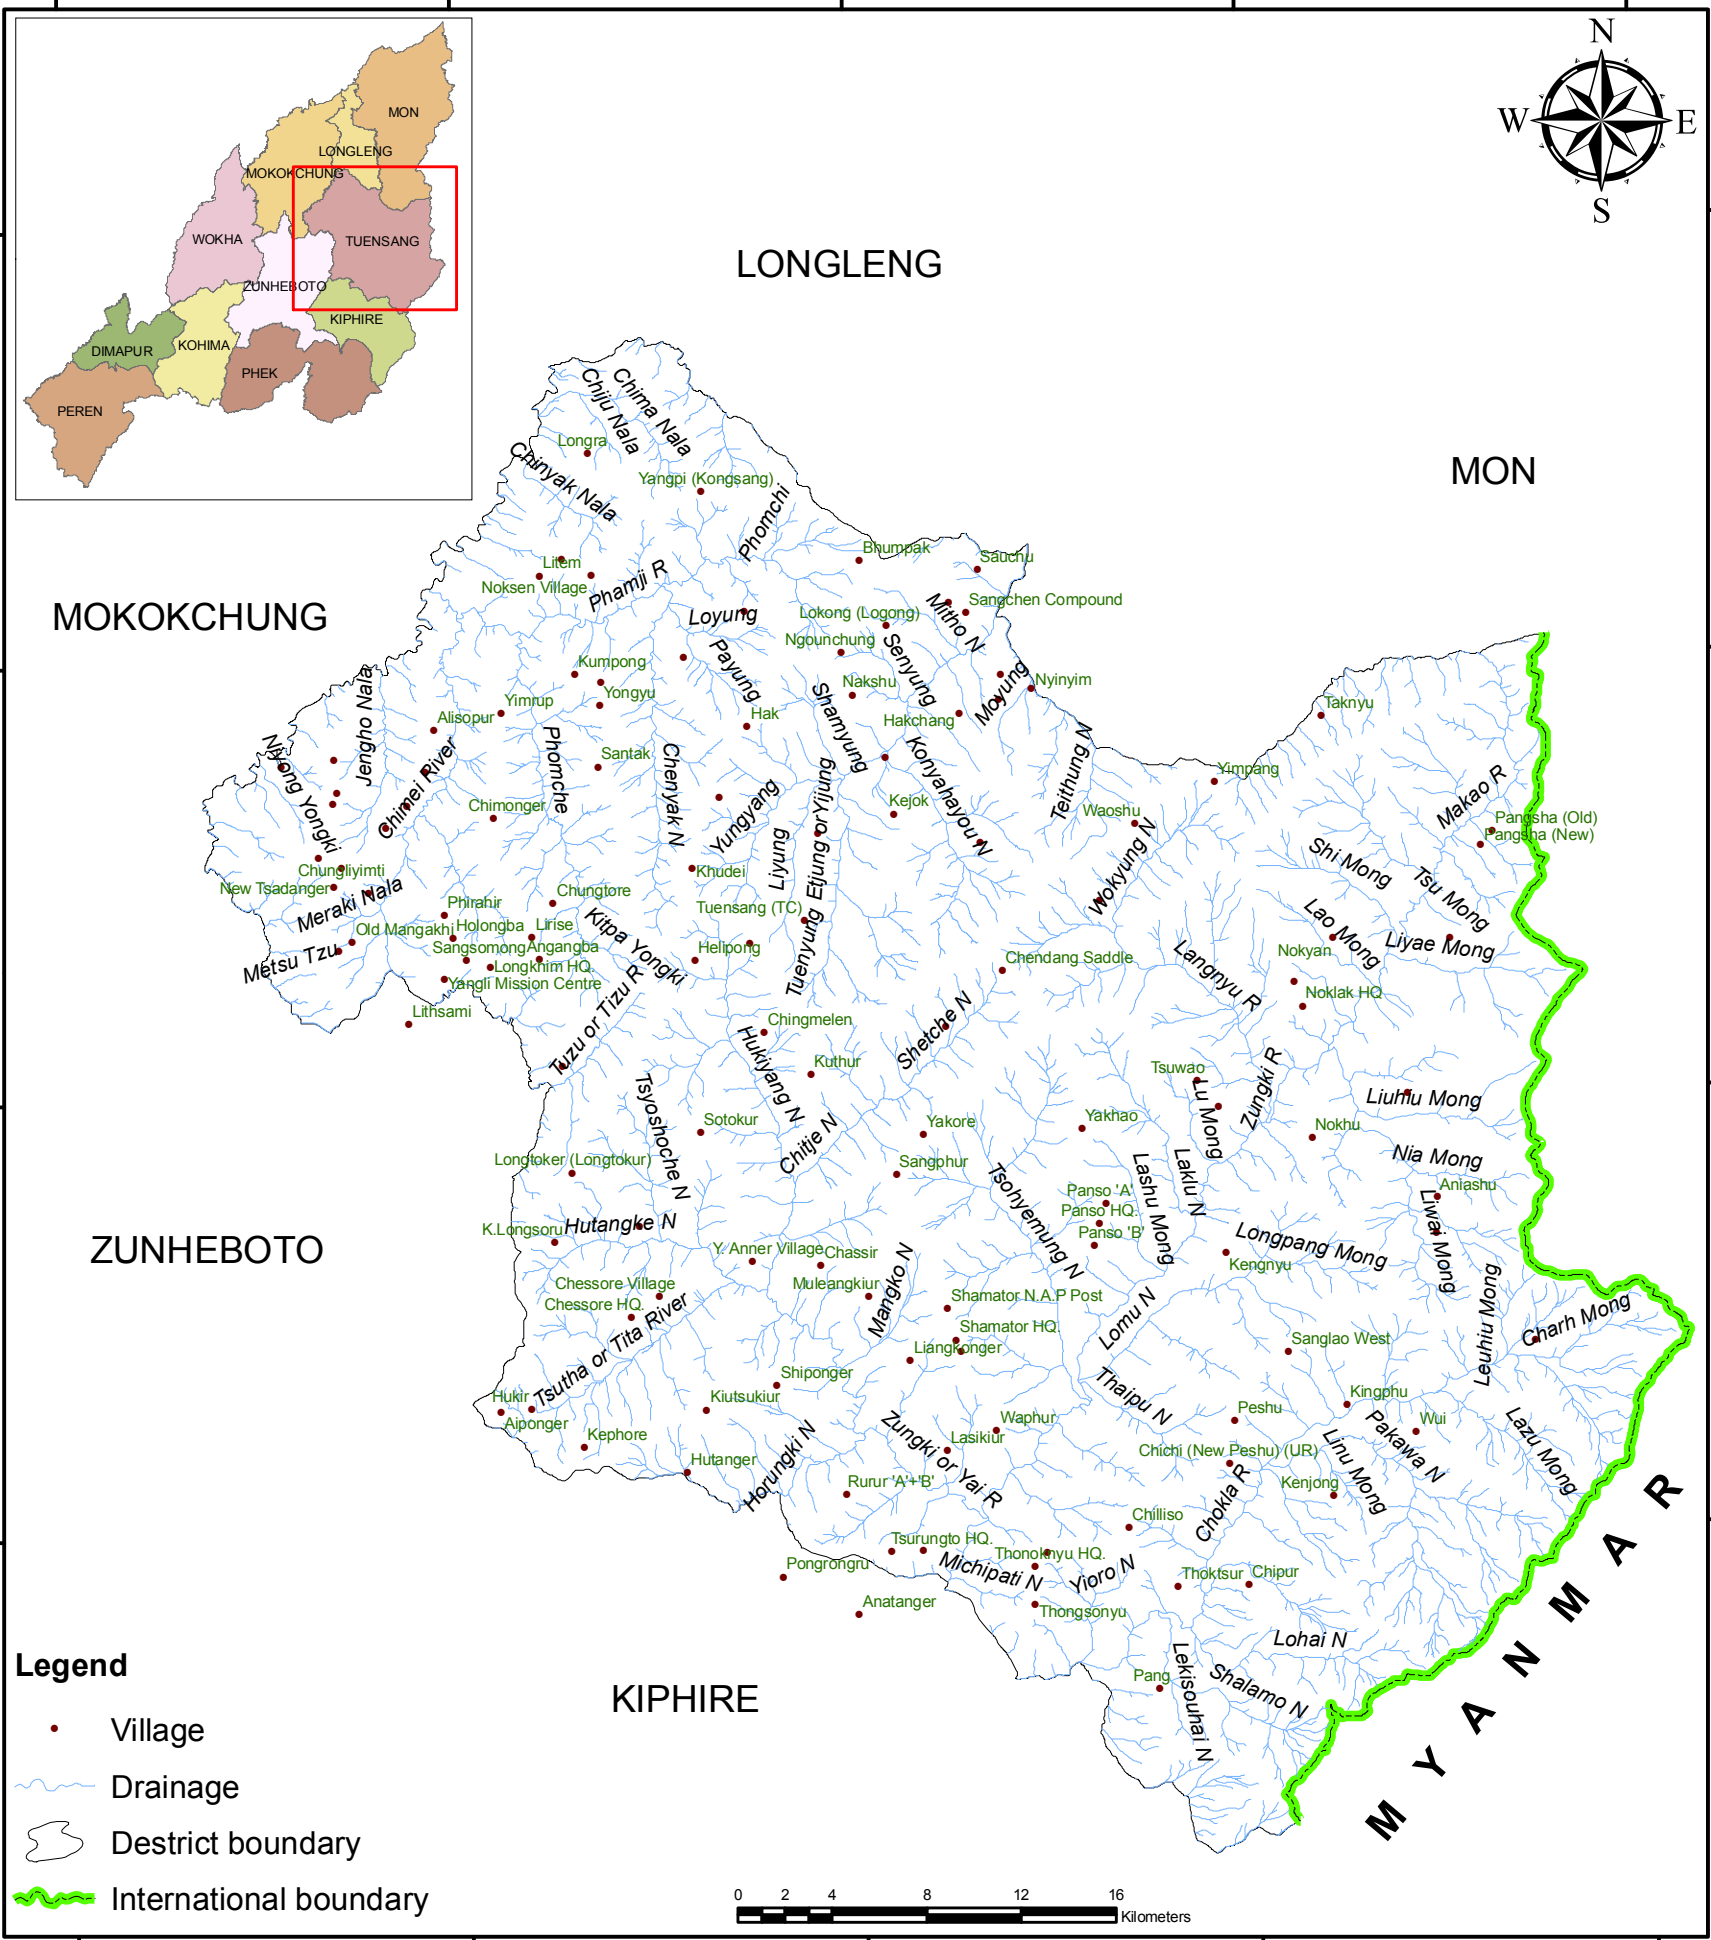 N
W
E
S
MON
LONGLENG
MOKOKCHUNG
WOKHA
TUENSANG
ZUNHEBOTO
KIPHIRE
DIMAPUR
KOHIMA
PHEK
PEREN
LONGLENG
MON
MOKOKCHUNG
ZUNHEBOTO
KIPHIRE
MYANMAR
Chiju Nala
Chima Nala
Longra
Chinyak Nala
Yangpi (Kongsang)
Phomchi
Bhumpak
Sauchu
Litem
Noksen Village
Phamji R
Loyung
Lokong (Logong)
Mitho N
Sangchen Compound
Ngounchung
Senyung
Kumpong
Payung
Yongyu
Nakshu
Moyung
Nyinyim
Jengho Nala
Yimrup
Alisopur
Hak
Shamyung
Hakchang
Taknyu
Niyong Yongki
Chimei River
Phomche
Santak
Chenyak N
Konyahayou N
Teithung N
Yimpang
Chimonger
Yungyang
Kejok
Waoshu
Makao R
Pangsha (Old)
Pangsha (New)
Liyung
Tuenyung Etjung orYijung
Wokyung N
Shi Mong
Tsu Mong
Chungliyimti
New Tsadanger
Meraki Nala
Khudei
Chungtore
Phirahir
Tuensang (TC)
Lao Mong
Old Mangakhi
Holongba
Lirise
Kitpa Yongki
Liyae Mong
Metsu Tzu
Sangsomong
Angangba
Helipong
Nokyan
Longkhim HQ.
Chendang Saddle
Langnyu R
Yangli Mission Centre
Noklak HQ
Lithsami
Tuzu or Tizu R
Chingmelen
Shetche N
Hukiyang N
Kuthur
Tsuwao
Zungki R
Lu Mong
Liuhiu Mong
Tsyoshoche N
Sotokur
Chitje N
Yakore
Yakhao
Nokhu
Longtoker (Longtokur)
Sangphur
Tsohyemung N
Lashu Mong
Laklu N
Nia Mong
Aniashu
Panso 'A'
Panso HQ.
Panso 'B'
Liwai Mong
K.Longsoru
Hutangke N
Longpang Mong
Y. Anner Village
Chassir
Kengnyu
Chessore Village
Muleangkiur
Mangko N
Shamator N.A.P Post
Leuhiu Mong
Chessore HQ.
Tsutha or Tita River
Lomu N
Charh Mong
Shamator HQ.
Liangkonger
Sanglao West
Shiponger
Hukir
Kiutsukiur
Thaipu N
Kingphu
Aiponger
Waphur
Peshu
Pakawa N
Wui
Lazu Mong
Kephore
Zungki or Yai R
Lasikiur
Chichi (New Peshu) (UR)
Linu Mong
Hutanger
Horungki N
Rurur 'A'+'B'
Kenjong
Chokla R
Chilliso
Tsurungto HQ.
Thonoknyu HQ.
Pongrongru
Michipati N
Yioro N
Thoktsur
Chipur
Anatanger
Thongsonyu
Lohai N
Pang
Lekisouhai N
Shalamo N
Legend
Village
Drainage
Destrict boundary
International boundary
0 2 4 8 12 16
Kilometers